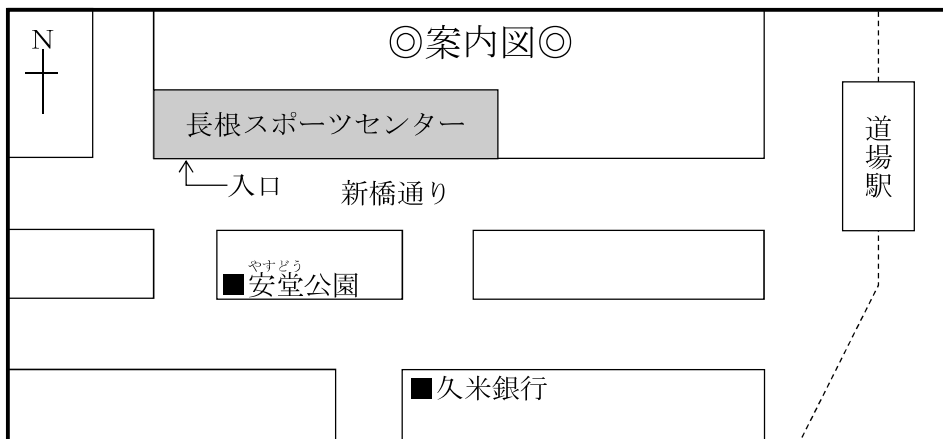 ◎案内図◎
N
長根スポーツセンター
道場駅
入口
新橋通り
やすどう
■安堂公園
■久米銀行